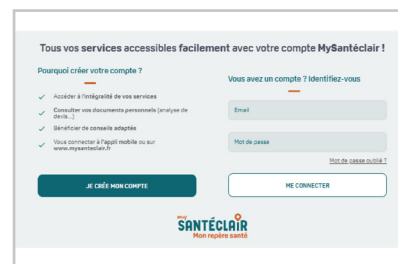 Tous vos services accessibles facilement avec votre compte MySantéclair !
Pourquoi créer votre compte ?
Accéder à l'intégralité de vos services
Consulter vos documents personnels (analyse de
devis...)
Bénéficier de conseils adaptés
Vous connecter à l'appli mobile ou sur
www.mysanteclair.fr
JE CRÉE MON COMPTE
Vous avez un compte ? Identifiez-vous
Email
Mot de passe
Mot de passe oublié ?
ME CONNECTER
my
SANTÉCLAIR
Mon repère santé